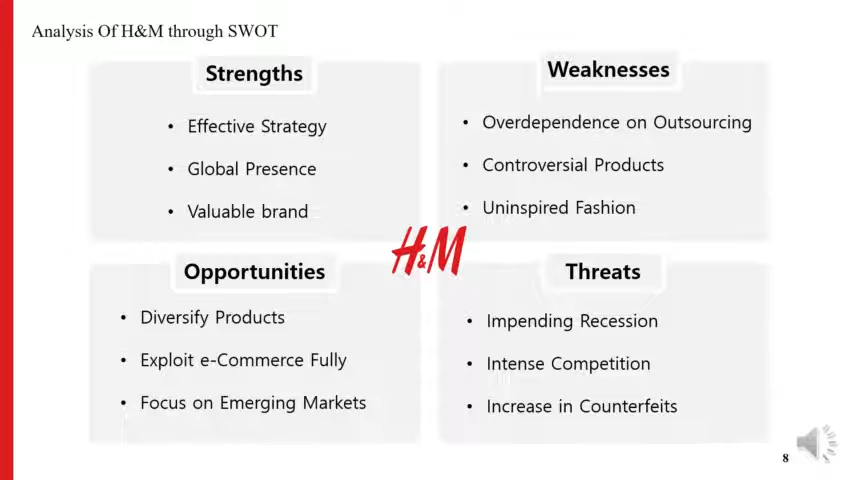 Analysis Of H&M through SWOT
Strengths
• Effective Strategy
• Global Presence
• Valuable brand
Weaknesses
• Overdependence on Outsourcing
• Controversial Products
• Uninspired Fashion
H&M
Opportunities
• Diversify Products
• Exploit e-Commerce Fully
• Focus on Emerging Markets
Threats
• Impending Recession
• Intense Competition
• Increase in Counterfeits
8